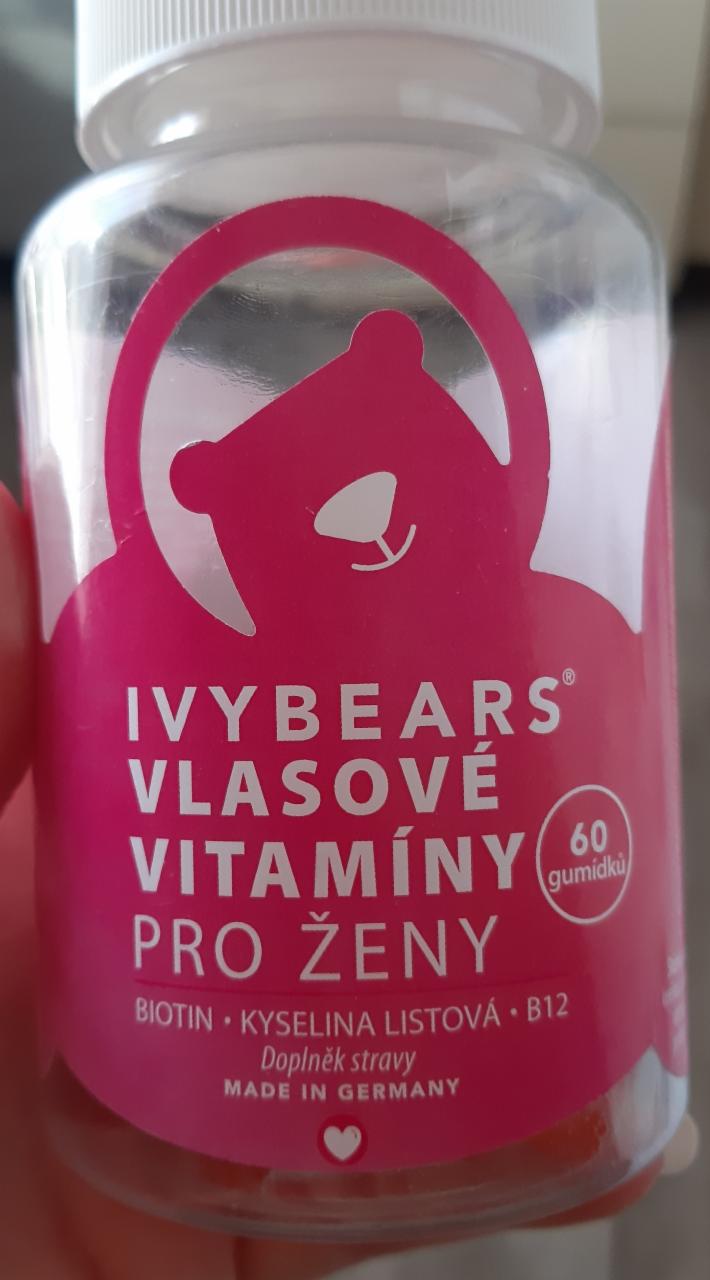 IVYBEARS®
VLASOVÉ
VITAMÍNY
60
gumídků
PRO ŽENY
BIOTIN • KYSELINA LISTOVÁ • B12
Doplněk stravy
MADE IN GERMANY